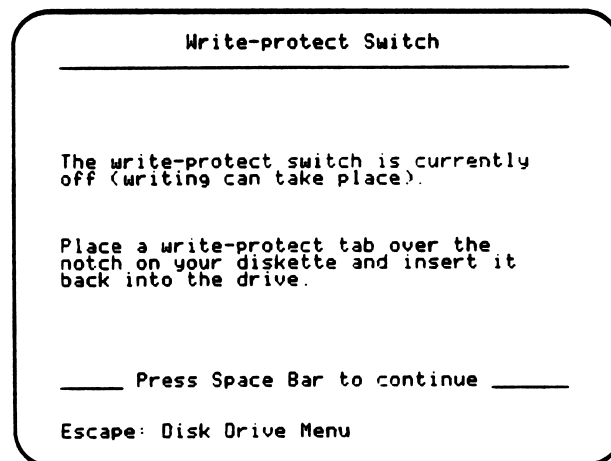 Write-protect Switch
The write-protect switch is currently
off (writing can take place).
Place a write-protect tab over the
notch on your diskette and insert it
back into the drive.
Press Space Bar to continue
Escape: Disk Drive Menu